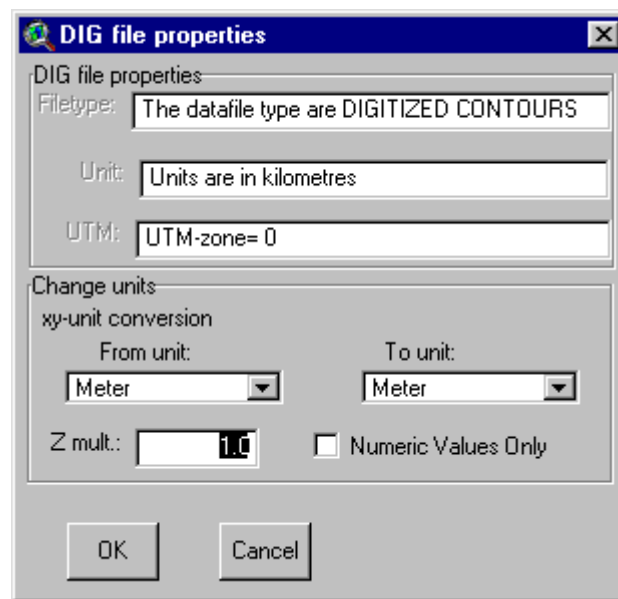 DIG file properties
DIG file properties
Filetype: The datafile type are DIGITIZED CONTOURS
Unit: Units are in kilometres
UTM: UTM-zone= 0
Change units
xy-unit conversion
From unit: To unit:
Meter Meter
Z mult.: 1.0 Numeric Values Only
OK Cancel